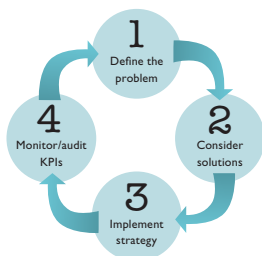 1
Define the
problem
2
Consider
solutions
3
Implement
strategy
4
Monitor/audit
KPIs